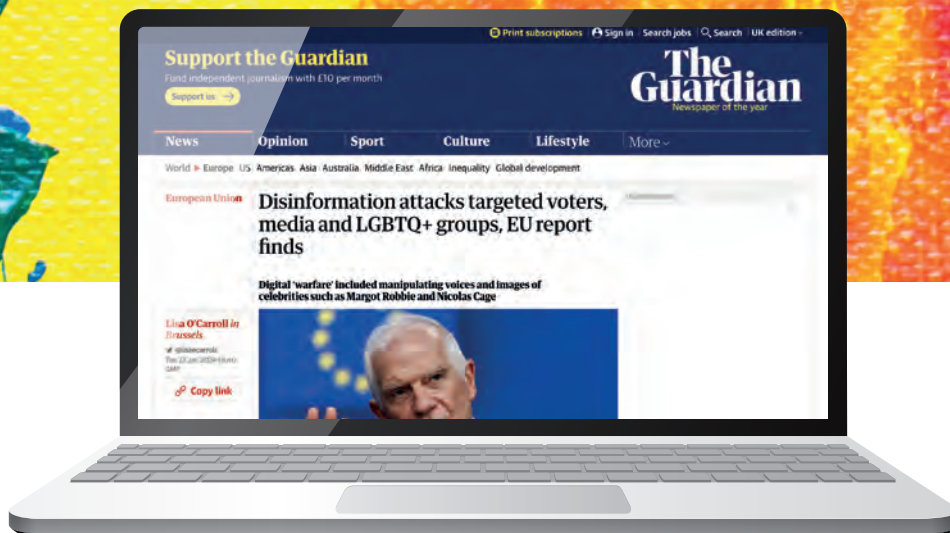 Print subscriptions Sign in Search jobs Search UK edition
Support the Guardian
Fund independent journalism with £10 per month
Support us
The
Guardian
Newspaper of the year
News Opinion Sport Culture Lifestyle More
World Europe US Americas Asia Australia Middle East Africa Inequality Global development
European Union
Disinformation attacks targeted voters,
media and LGBTQ+ groups, EU report
finds
Digital ‘warfare’ included manipulating voices and images of
celebrities such as Margot Robbie and Nicolas Cage
Lisa O'Carroll in
Brussels
GMT
Copy link